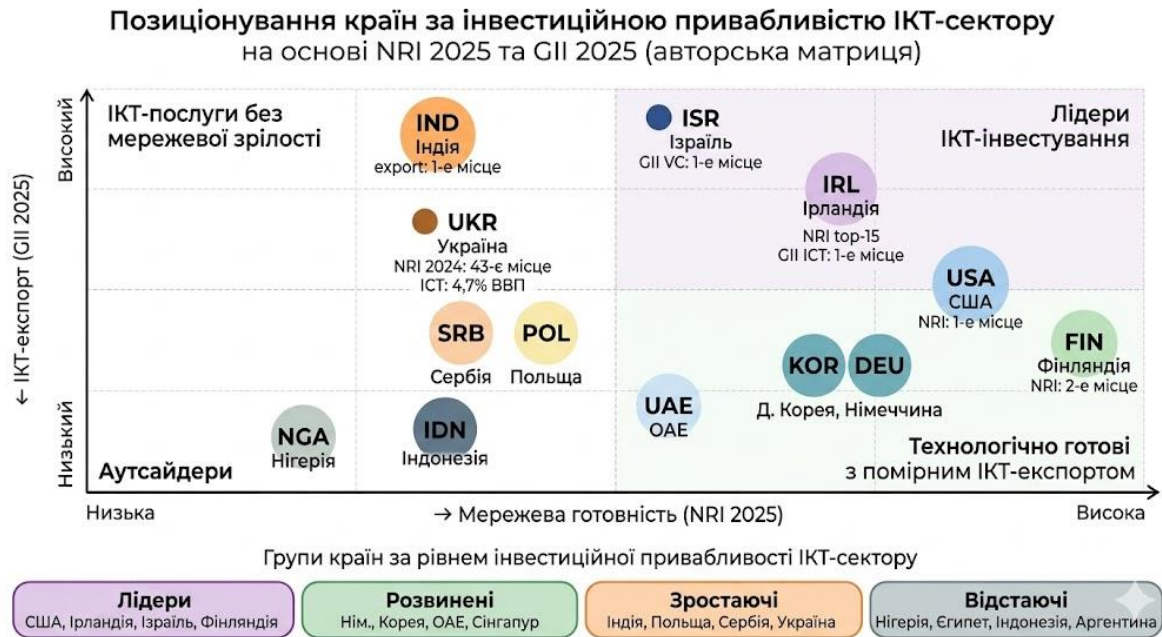 Позиціонування країн за інвестиційною привабливістю ІКТ-сектору
на основі NRI 2025 та GII 2025 (авторська матриця)
← ІКТ-експорт (GII 2025)
Високий
Низький
ІКТ-послуги без
мережевої зрілості
Лідери
ІКТ-інвестування
IND
Індія
export: 1-е місце
ISR
Ізраїль
GII VC: 1-е місце
IRL
Ірландія
NRI top-15
GII ICT: 1-е місце
UKR
Україна
NRI 2024: 43-є місце
ICT: 4,7% ВВП
USA
США
NRI: 1-е місце
SRB
Сербія
POL
Польща
KOR
DEU
Д. Корея, Німеччина
FIN
Фінляндія
NRI: 2-е місце
UAE
ОАЕ
NGA
Нігерія
IDN
Індонезія
Аутсайдери
Технологічно готові
з помірним ІКТ-експортом
Низька
→ Мережева готовність (NRI 2025)
Висока
Групи країн за рівнем інвестиційної привабливості ІКТ-сектору
Лідери
США, Ірландія, Ізраїль, Фінляндія
Розвинені
Нім., Корея, ОАЕ, Сінгапур
Зростаючі
Індія, Польща, Сербія, Україна
Відстаючі
Нігерія, Єгипет, Індонезія, Аргентина